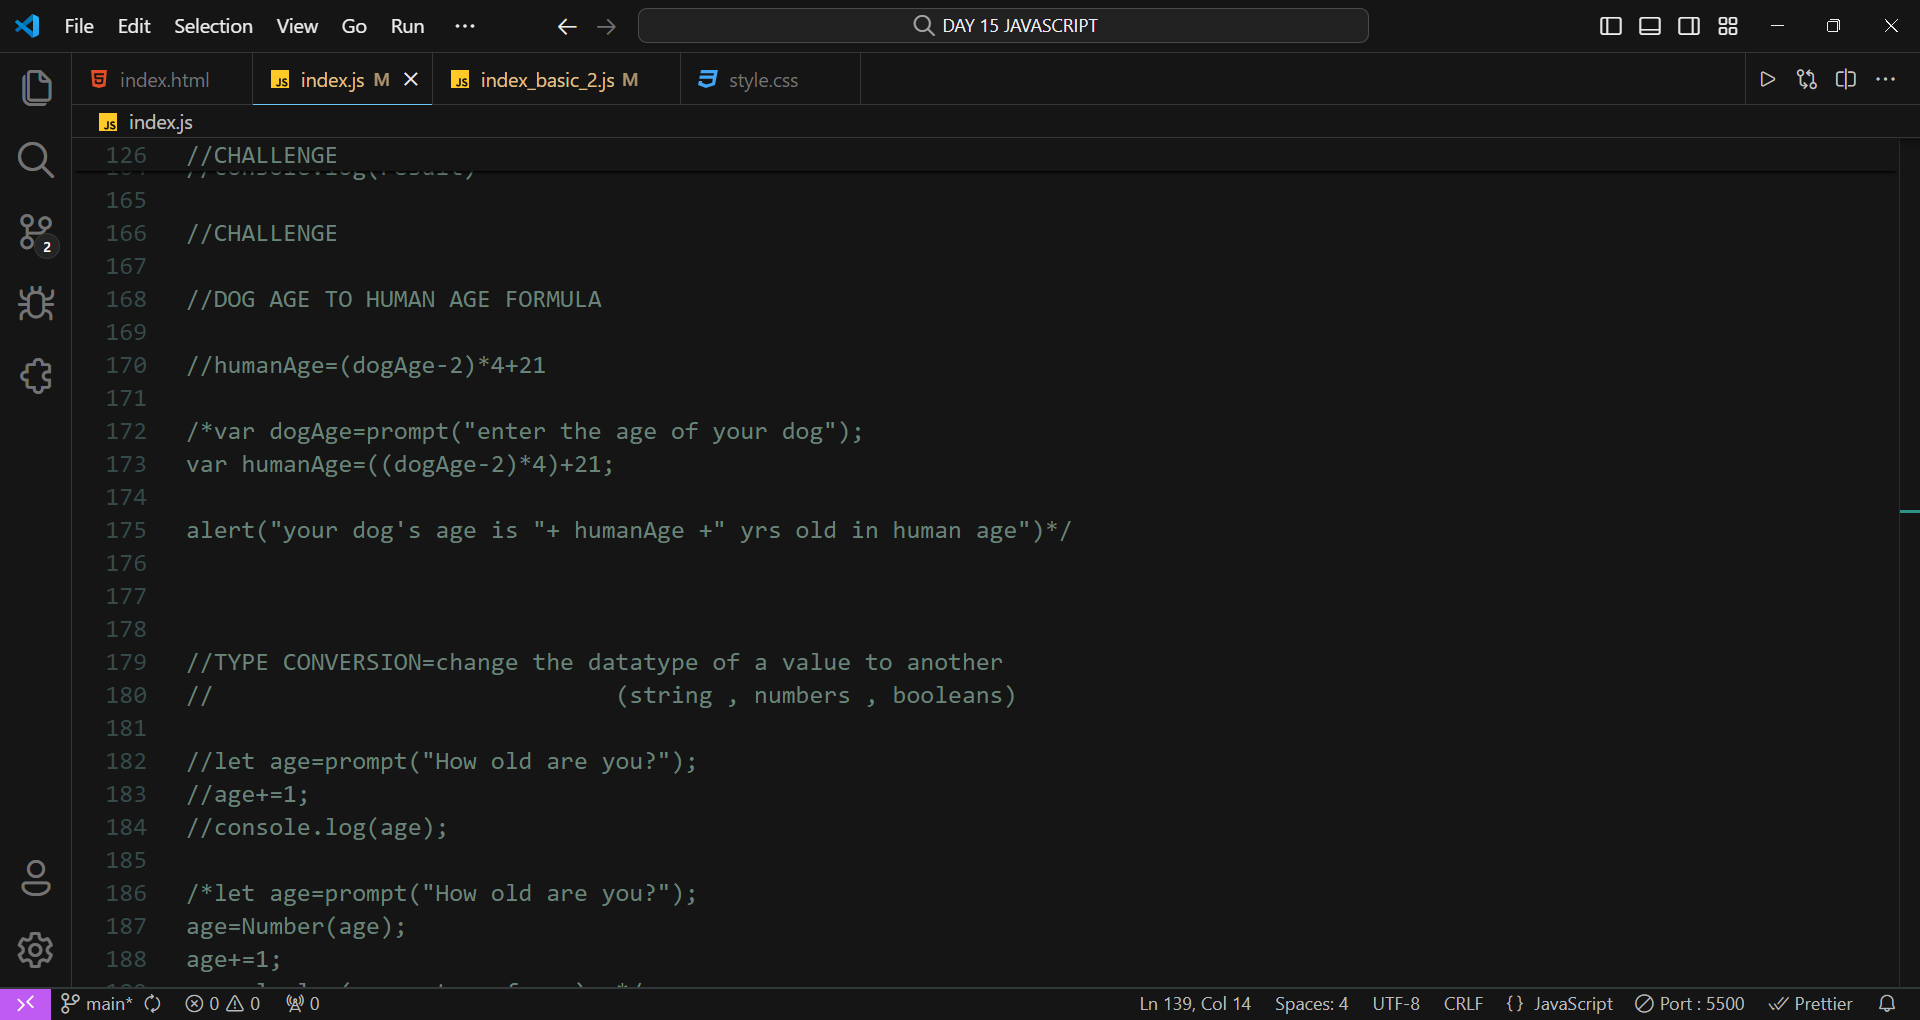 File Edit Selection View Go Run ··· DAY 15 JAVASCRIPT
index.html index.js M index_basic_2.js M style.css
index.js
126 //CHALLENGE
165
166 //CHALLENGE
167
168 //DOG AGE TO HUMAN AGE FORMULA
169
170 //humanAge=(dogAge-2)*4+21
171
172 /*var dogAge=prompt("enter the age of your dog");
173 var humanAge=((dogAge-2)*4)+21;
174
175 alert("your dog's age is "+ humanAge +" yrs old in human age")*/
176
177
178
179 //TYPE CONVERSION=change the datatype of a value to another
180 // (string , numbers , booleans)
181
182 //let age=prompt("How old are you?");
183 //age+=1;
184 //console.log(age);
185
186 /*let age=prompt("How old are you?");
187 age=Number(age);
188 age+=1;
2
main* 0 0 0 Ln 139, Col 14 Spaces: 4 UTF-8 CRLF {} JavaScript Port : 5500 Prettier